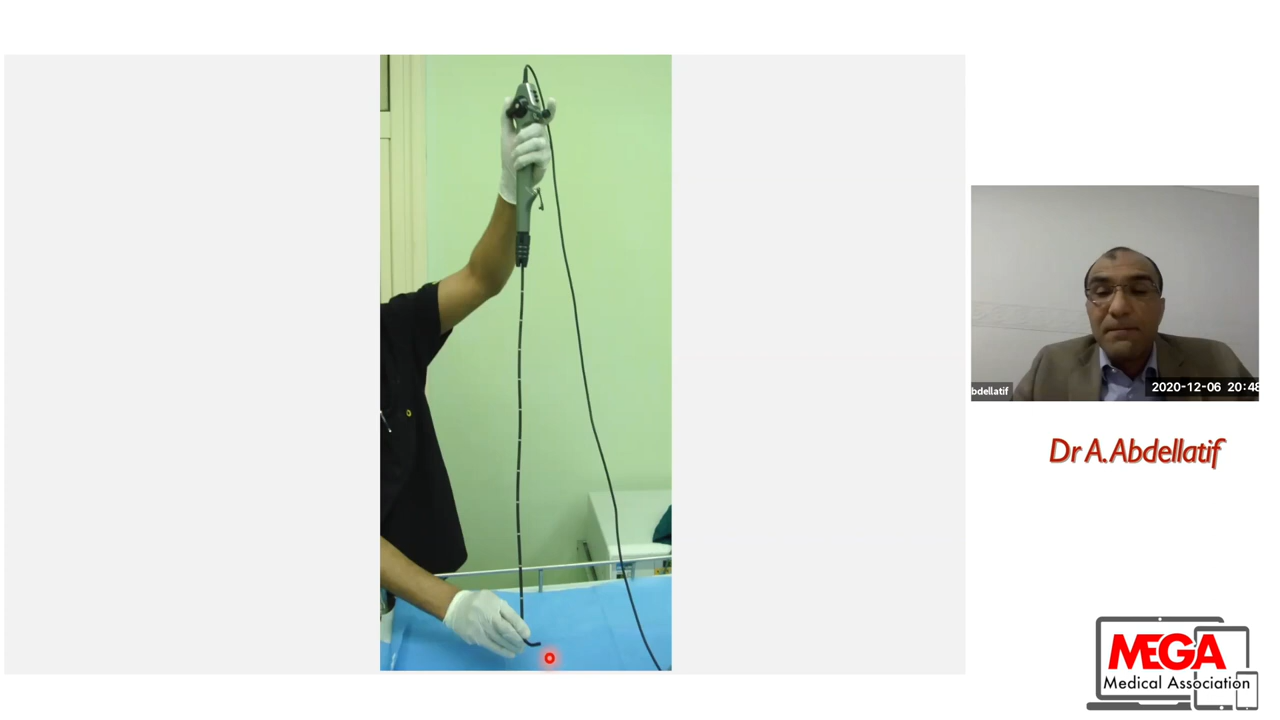 bdellatif
2020-12-06 20:48
Dr A.Abdellatif
MEGA
Medical Association